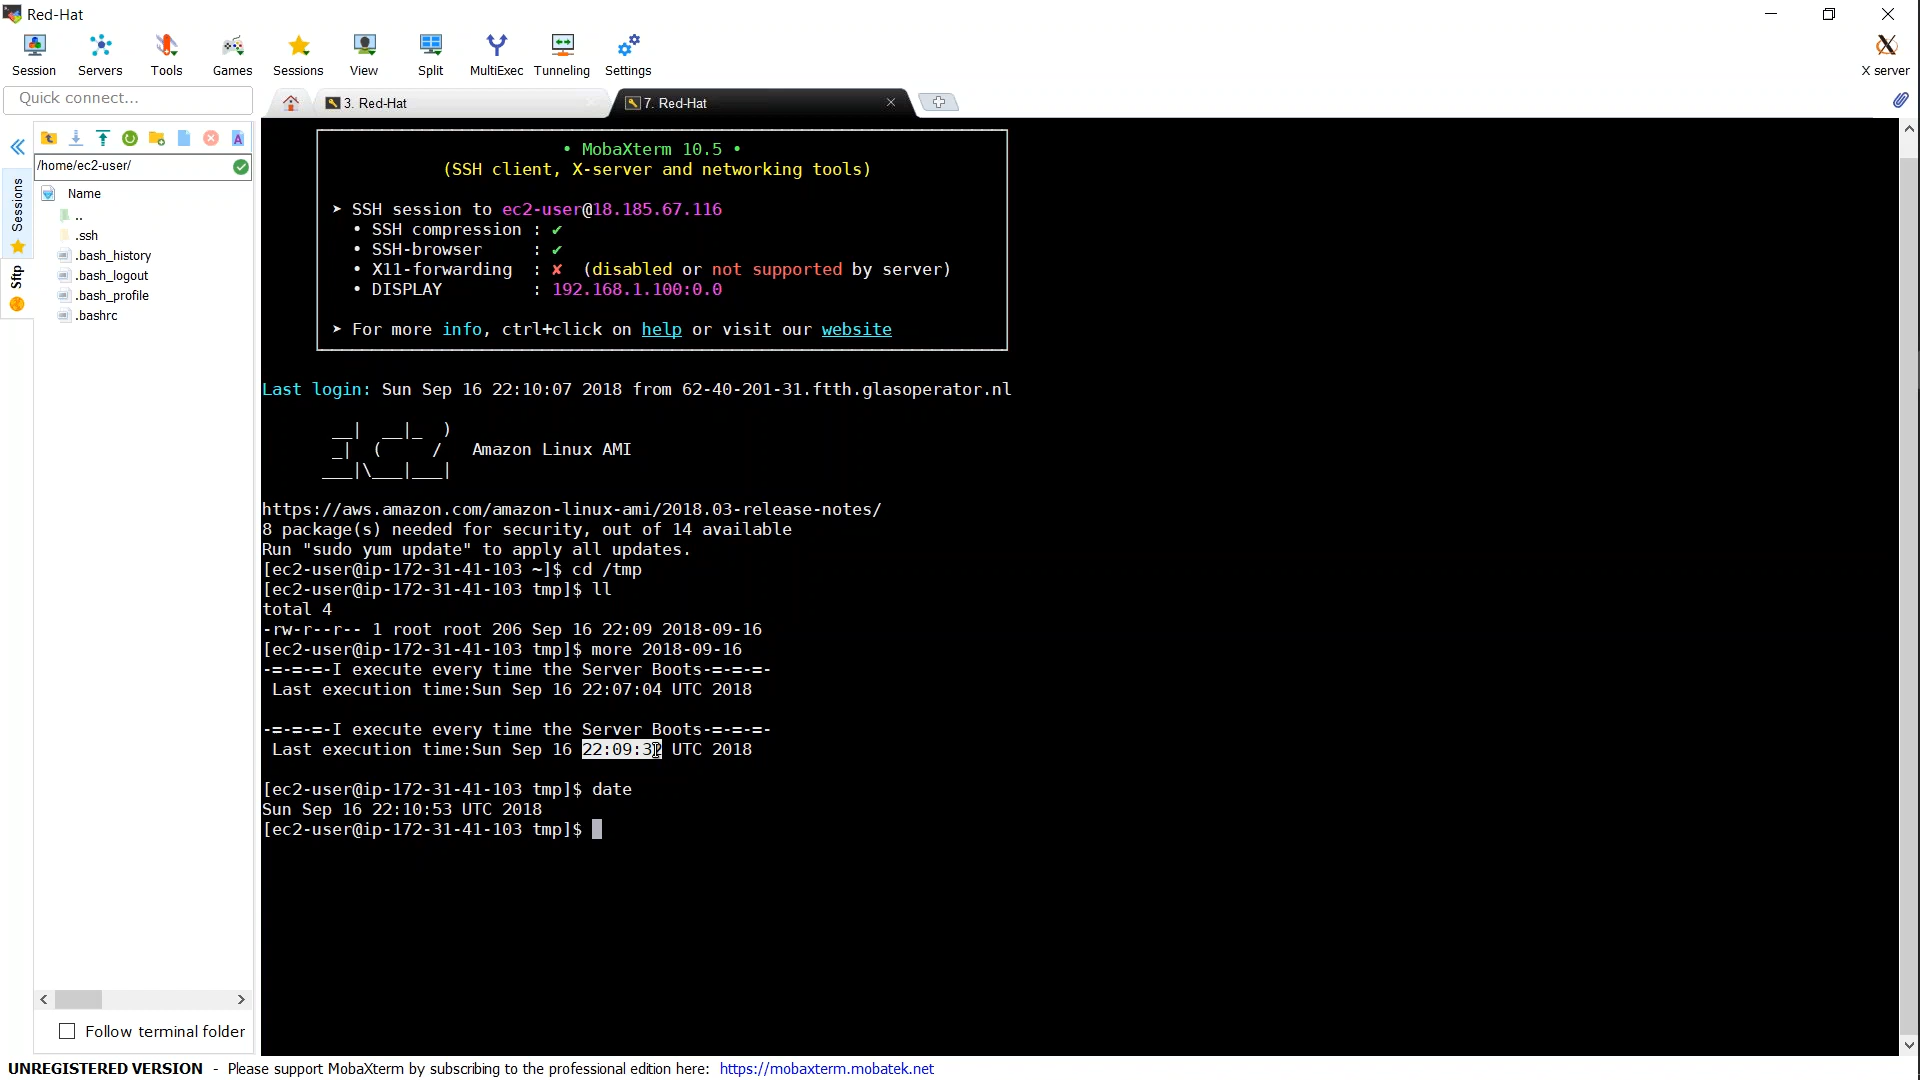 Red-Hat
Session Servers Tools Games Sessions View Split MultiExec Tunneling Settings X server
Quick connect...
3. Red-Hat
7. Red-Hat
/home/ec2-user/
Name
..
.ssh
.bash_history
.bash_logout
.bash_profile
.bashrc
Sessions
Sftp
Follow terminal folder
• MobaXterm 10.5 •
(SSH client, X-server and networking tools)
➤ SSH session to ec2-user@18.185.67.116
• SSH compression : ✔
• SSH-browser : ✔
• X11-forwarding : ✘ (disabled or not supported by server)
• DISPLAY : 192.168.1.100:0.0
➤ For more info, ctrl+click on help or visit our website
Last login: Sun Sep 16 22:10:07 2018 from 62-40-201-31.ftth.glasoperator.nl
__|  __|_  )
_|  (     /   Amazon Linux AMI
___|\___|___|
https://aws.amazon.com/amazon-linux-ami/2018.03-release-notes/
8 package(s) needed for security, out of 14 available
Run "sudo yum update" to apply all updates.
[ec2-user@ip-172-31-41-103 ~]$ cd /tmp
[ec2-user@ip-172-31-41-103 tmp]$ ll
total 4
-rw-r--r-- 1 root root 206 Sep 16 22:09 2018-09-16
[ec2-user@ip-172-31-41-103 tmp]$ more 2018-09-16
-=-=-=-I execute every time the Server Boots-=-=-=-
Last execution time:Sun Sep 16 22:07:04 UTC 2018
-=-=-=-I execute every time the Server Boots-=-=-=-
Last execution time:Sun Sep 16 UTC 2018
[ec2-user@ip-172-31-41-103 tmp]$ date
Sun Sep 16 22:10:53 UTC 2018
[ec2-user@ip-172-31-41-103 tmp]$
UNREGISTERED VERSION - Please support MobaXterm by subscribing to the professional edition here: https://mobaxterm.mobatek.net